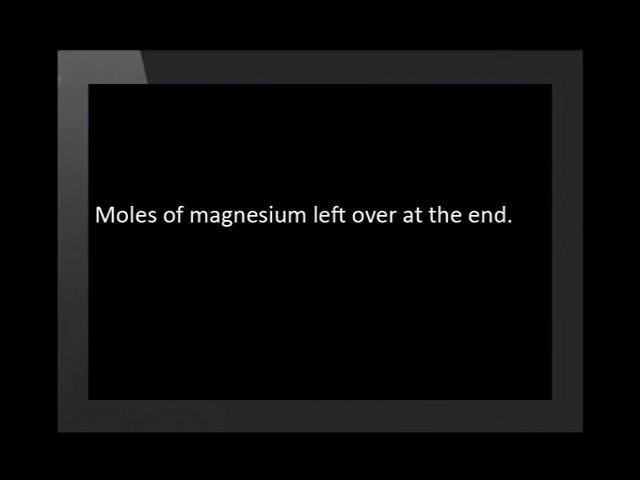 Moles of magnesium left over at the end.